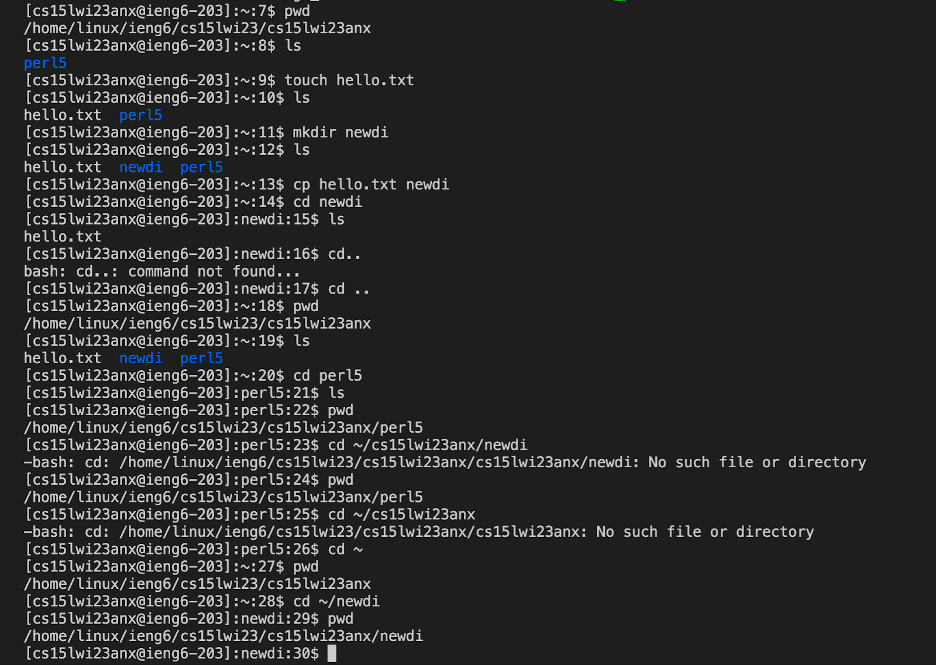 [cs15lwi23anx@ieng6-203]:~:7$ pwd
/home/linux/ieng6/cs15lwi23/cs15lwi23anx
[cs15lwi23anx@ieng6-203]:~:8$ ls
perl5
[cs15lwi23anx@ieng6-203]:~:9$ touch hello.txt
[cs15lwi23anx@ieng6-203]:~:10$ ls
hello.txt  perl5
[cs15lwi23anx@ieng6-203]:~:11$ mkdir newdi
[cs15lwi23anx@ieng6-203]:~:12$ ls
hello.txt  newdi  perl5
[cs15lwi23anx@ieng6-203]:~:13$ cp hello.txt newdi
[cs15lwi23anx@ieng6-203]:~:14$ cd newdi
[cs15lwi23anx@ieng6-203]:newdi:15$ ls
hello.txt
[cs15lwi23anx@ieng6-203]:newdi:16$ cd..
bash: cd..: command not found...
[cs15lwi23anx@ieng6-203]:newdi:17$ cd ..
[cs15lwi23anx@ieng6-203]:~:18$ pwd
/home/linux/ieng6/cs15lwi23/cs15lwi23anx
[cs15lwi23anx@ieng6-203]:~:19$ ls
hello.txt  newdi  perl5
[cs15lwi23anx@ieng6-203]:~:20$ cd perl5
[cs15lwi23anx@ieng6-203]:perl5:21$ ls
[cs15lwi23anx@ieng6-203]:perl5:22$ pwd
/home/linux/ieng6/cs15lwi23/cs15lwi23anx/perl5
[cs15lwi23anx@ieng6-203]:perl5:23$ cd ~/cs15lwi23anx/newdi
-bash: cd: /home/linux/ieng6/cs15lwi23/cs15lwi23anx/cs15lwi23anx/newdi: No such file or directory
[cs15lwi23anx@ieng6-203]:perl5:24$ pwd
/home/linux/ieng6/cs15lwi23/cs15lwi23anx/perl5
[cs15lwi23anx@ieng6-203]:perl5:25$ cd ~/cs15lwi23anx
-bash: cd: /home/linux/ieng6/cs15lwi23/cs15lwi23anx/cs15lwi23anx: No such file or directory
[cs15lwi23anx@ieng6-203]:perl5:26$ cd ~
[cs15lwi23anx@ieng6-203]:~:27$ pwd
/home/linux/ieng6/cs15lwi23/cs15lwi23anx
[cs15lwi23anx@ieng6-203]:~:28$ cd ~/newdi
[cs15lwi23anx@ieng6-203]:newdi:29$ pwd
/home/linux/ieng6/cs15lwi23/cs15lwi23anx/newdi
[cs15lwi23anx@ieng6-203]:newdi:30$